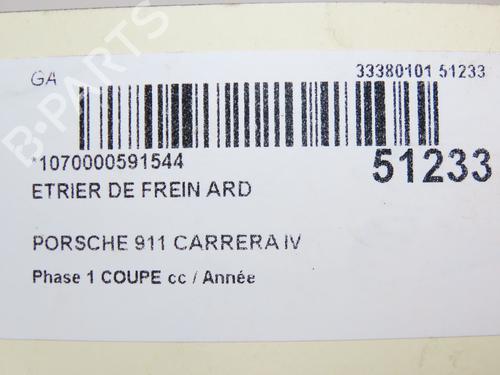 GA
33380101 51233
*1070000591544
51233
ETRIER DE FREIN ARD
PORSCHE 911 CARRERA IV
Phase 1 COUPE cc / Année
B-PARTS